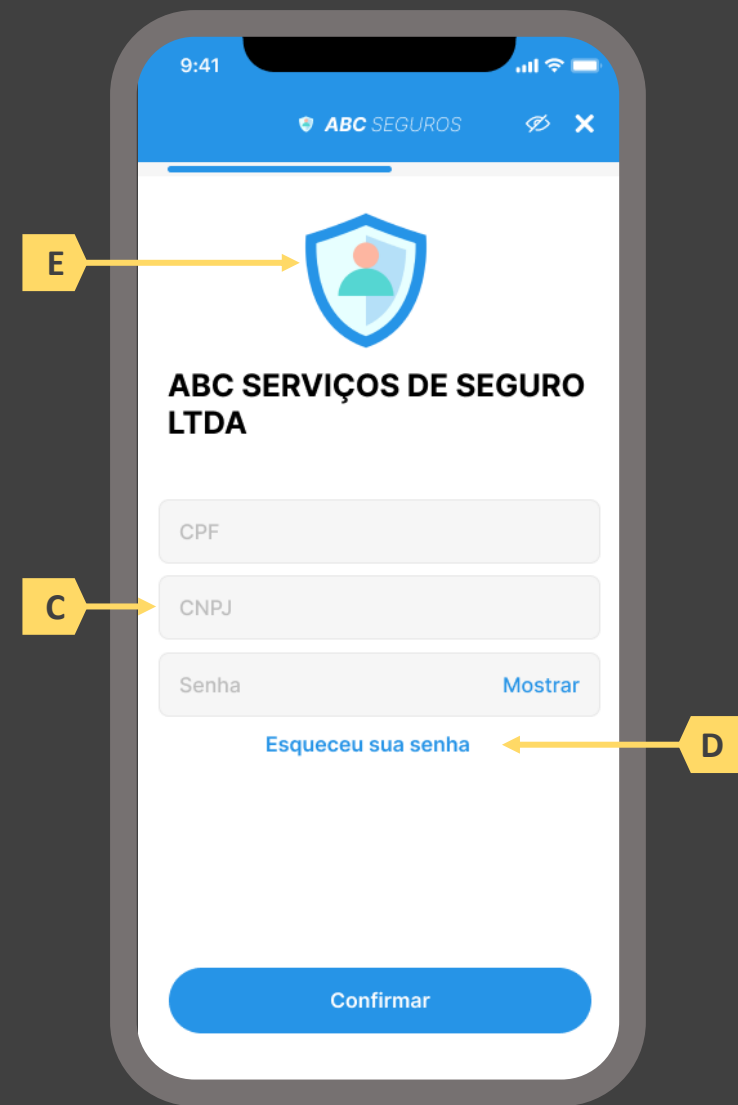 9:41
ABC SEGUROS
E
ABC SERVIÇOS DE SEGURO
LTDA
CPF
C
CNPJ
Senha Mostrar
Esqueceu sua senha
D
Confirmar